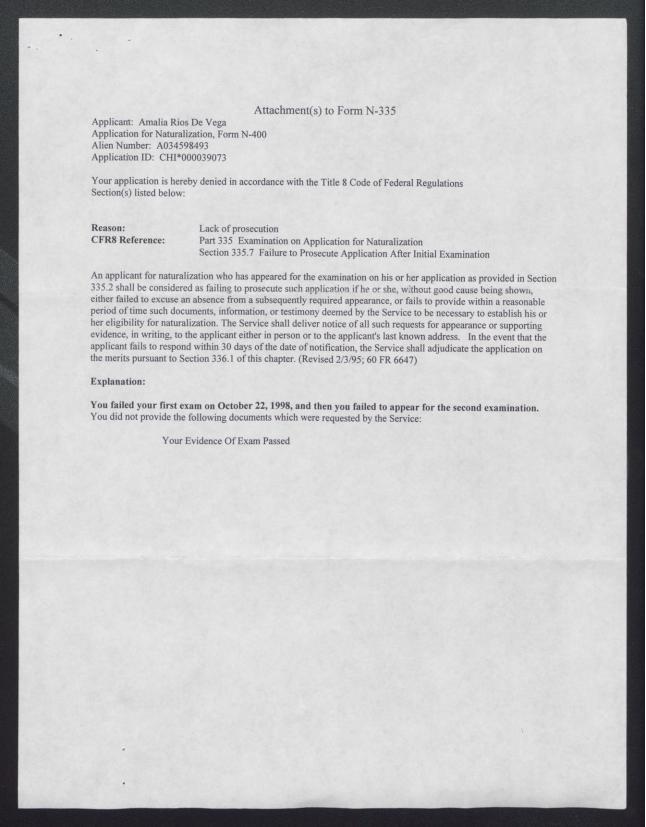 Attachment(s) to Form N-335
Applicant: Amalia Rios De Vega
Application for Naturalization, Form N-400
Alien Number: A034598493
Application ID: CHI*000039073
Your application is hereby denied in accordance with the Title 8 Code of Federal Regulations
Section(s) listed below:
Reason: Lack of prosecution
CFR8 Reference: Part 335 Examination on Application for Naturalization
Section 335.7 Failure to Prosecute Application After Initial Examination
An applicant for naturalization who has appeared for the examination on his or her application as provided in Section
335.2 shall be considered as failing to prosecute such application if he or she, without good cause being shown,
either failed to excuse an absence from a subsequently required appearance, or fails to provide within a reasonable
period of time such documents, information, or testimony deemed by the Service to be necessary to establish his or
her eligibility for naturalization. The Service shall deliver notice of all such requests for appearance or supporting
evidence, in writing, to the applicant either in person or to the applicant's last known address. In the event that the
applicant fails to respond within 30 days of the date of notification, the Service shall adjudicate the application on
the merits pursuant to Section 336.1 of this chapter. (Revised 2/3/95; 60 FR 6647)
Explanation:
You failed your first exam on October 22, 1998, and then you failed to appear for the second examination.
You did not provide the following documents which were requested by the Service:
Your Evidence Of Exam Passed